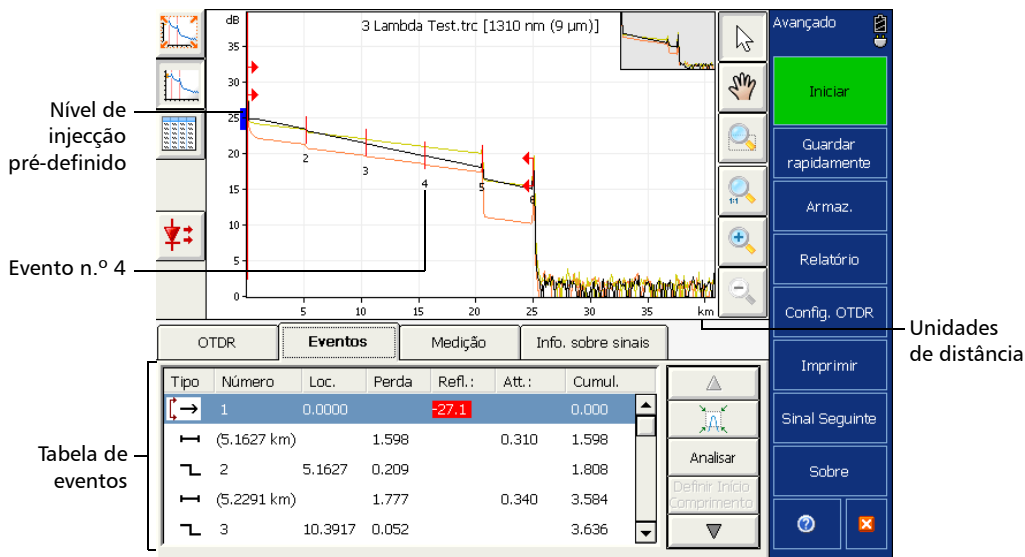 dB
3 Lambda Test.trc [1310 nm (9 µm)]
35
30
25
20
15
10
5
0
2
3
4
5
6
5
10
15
20
25
30
35
km
1:1
Avançado
Iniciar
Guardar
rapidamente
Armaz.
Relatório
Config. OTDR
Imprimir
Sinal Seguinte
Sobre
Nível de
injecção
pré-definido
Evento n.º 4
Unidades
de distância
Tabela de
eventos
OTDR Eventos Medição Info. sobre sinais
Tipo Número Loc. Perda Refl.: Att.: Cumul.
1 0.0000 -27.1 0.000
(5.1627 km) 1.598 0.310 1.598
2 5.1627 0.209 1.808
(5.2291 km) 1.777 0.340 3.584
3 10.3917 0.052 3.636
Analisar
Definir Início
Comprimento